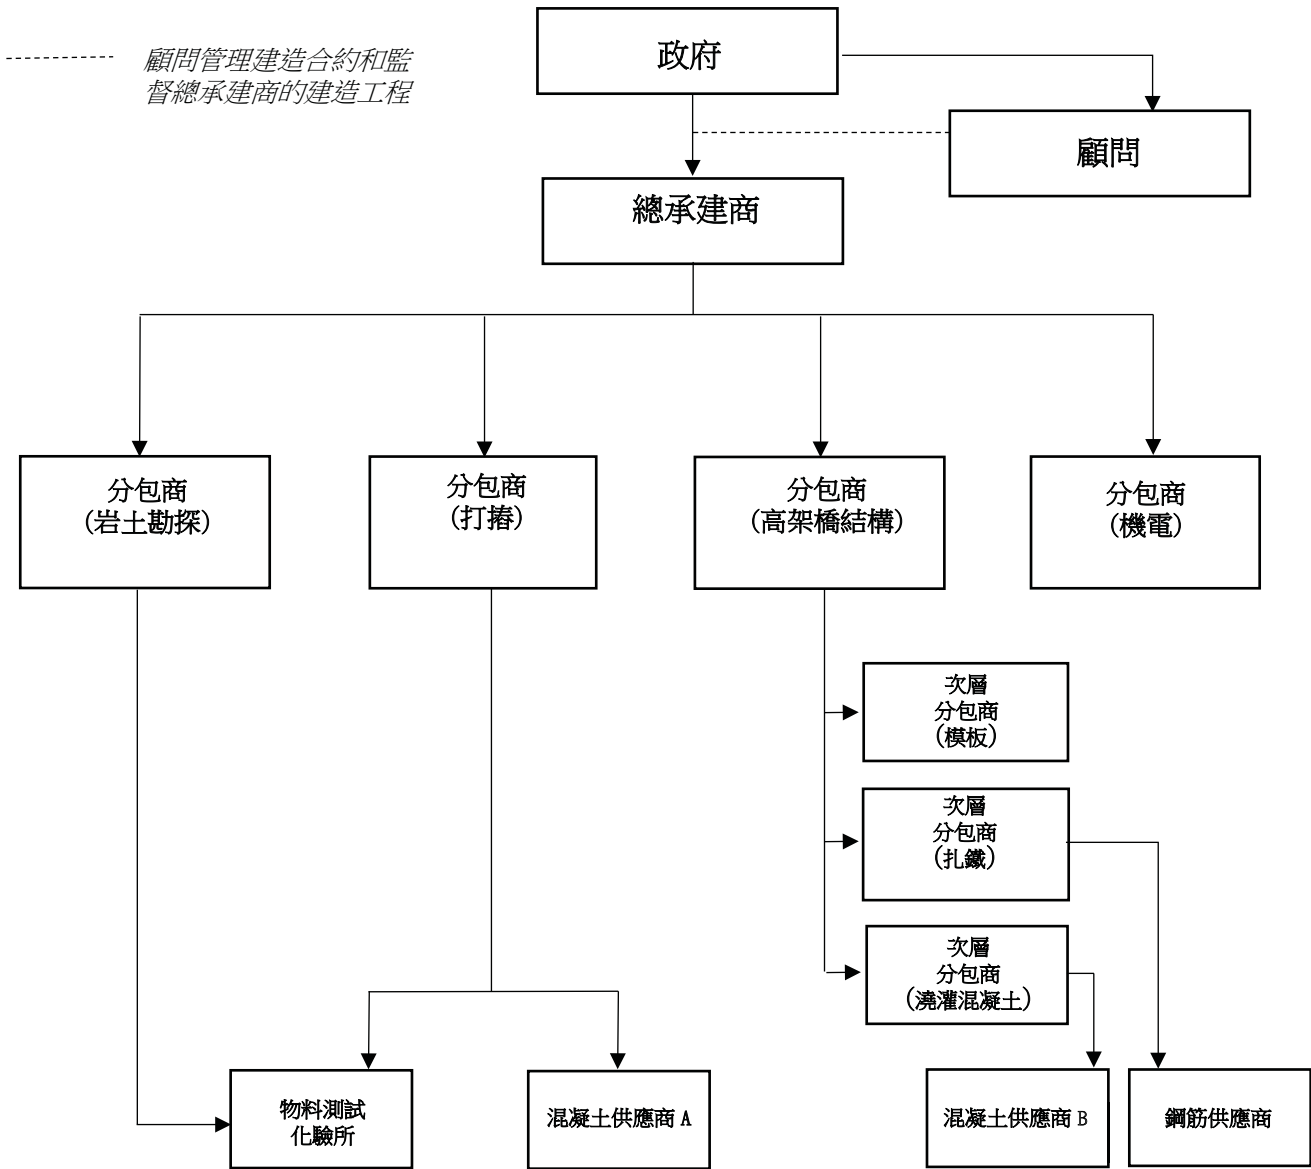 政府
顧問管理建造合約和監
督總承建商的建造工程
顧問
總承建商
分包商
(岩土勘探)
分包商
(打摏)
分包商
(高架橋結構)
分包商
(機電)
次層
分包商
(模板)
次層
分包商
(扎鐵)
次層
分包商
(澆灌混凝土)
物料測試
化驗所
混凝土供應商 A
混凝土供應商 B
鋼筋供應商